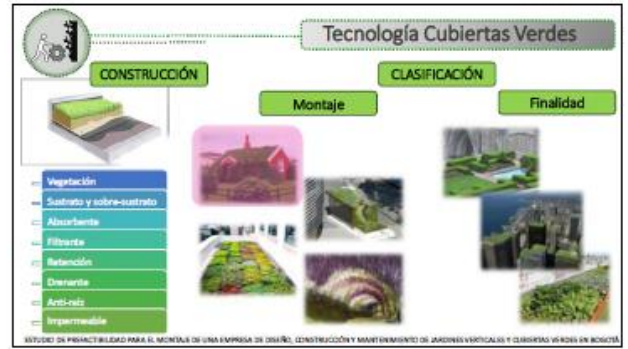 Tecnología Cubiertas Verdes
CONSTRUCCIÓN
CLASIFICACIÓN
Montaje
Finalidad
Vegetación
Sustrato y sobre-sustrato
Absorbente
Filtrante
Retención
Drenante
Anti-raíz
Impermeable
ESTUDIO DE PREFACTIBILIDAD PARA EL MONTAJE DE UNA EMPRESA DE DISEÑO, CONSTRUCCIÓN Y MANTENIMIENTO DE JARDINES VERTICALES Y CUBIERTAS VERDES EN BOGOTÁ